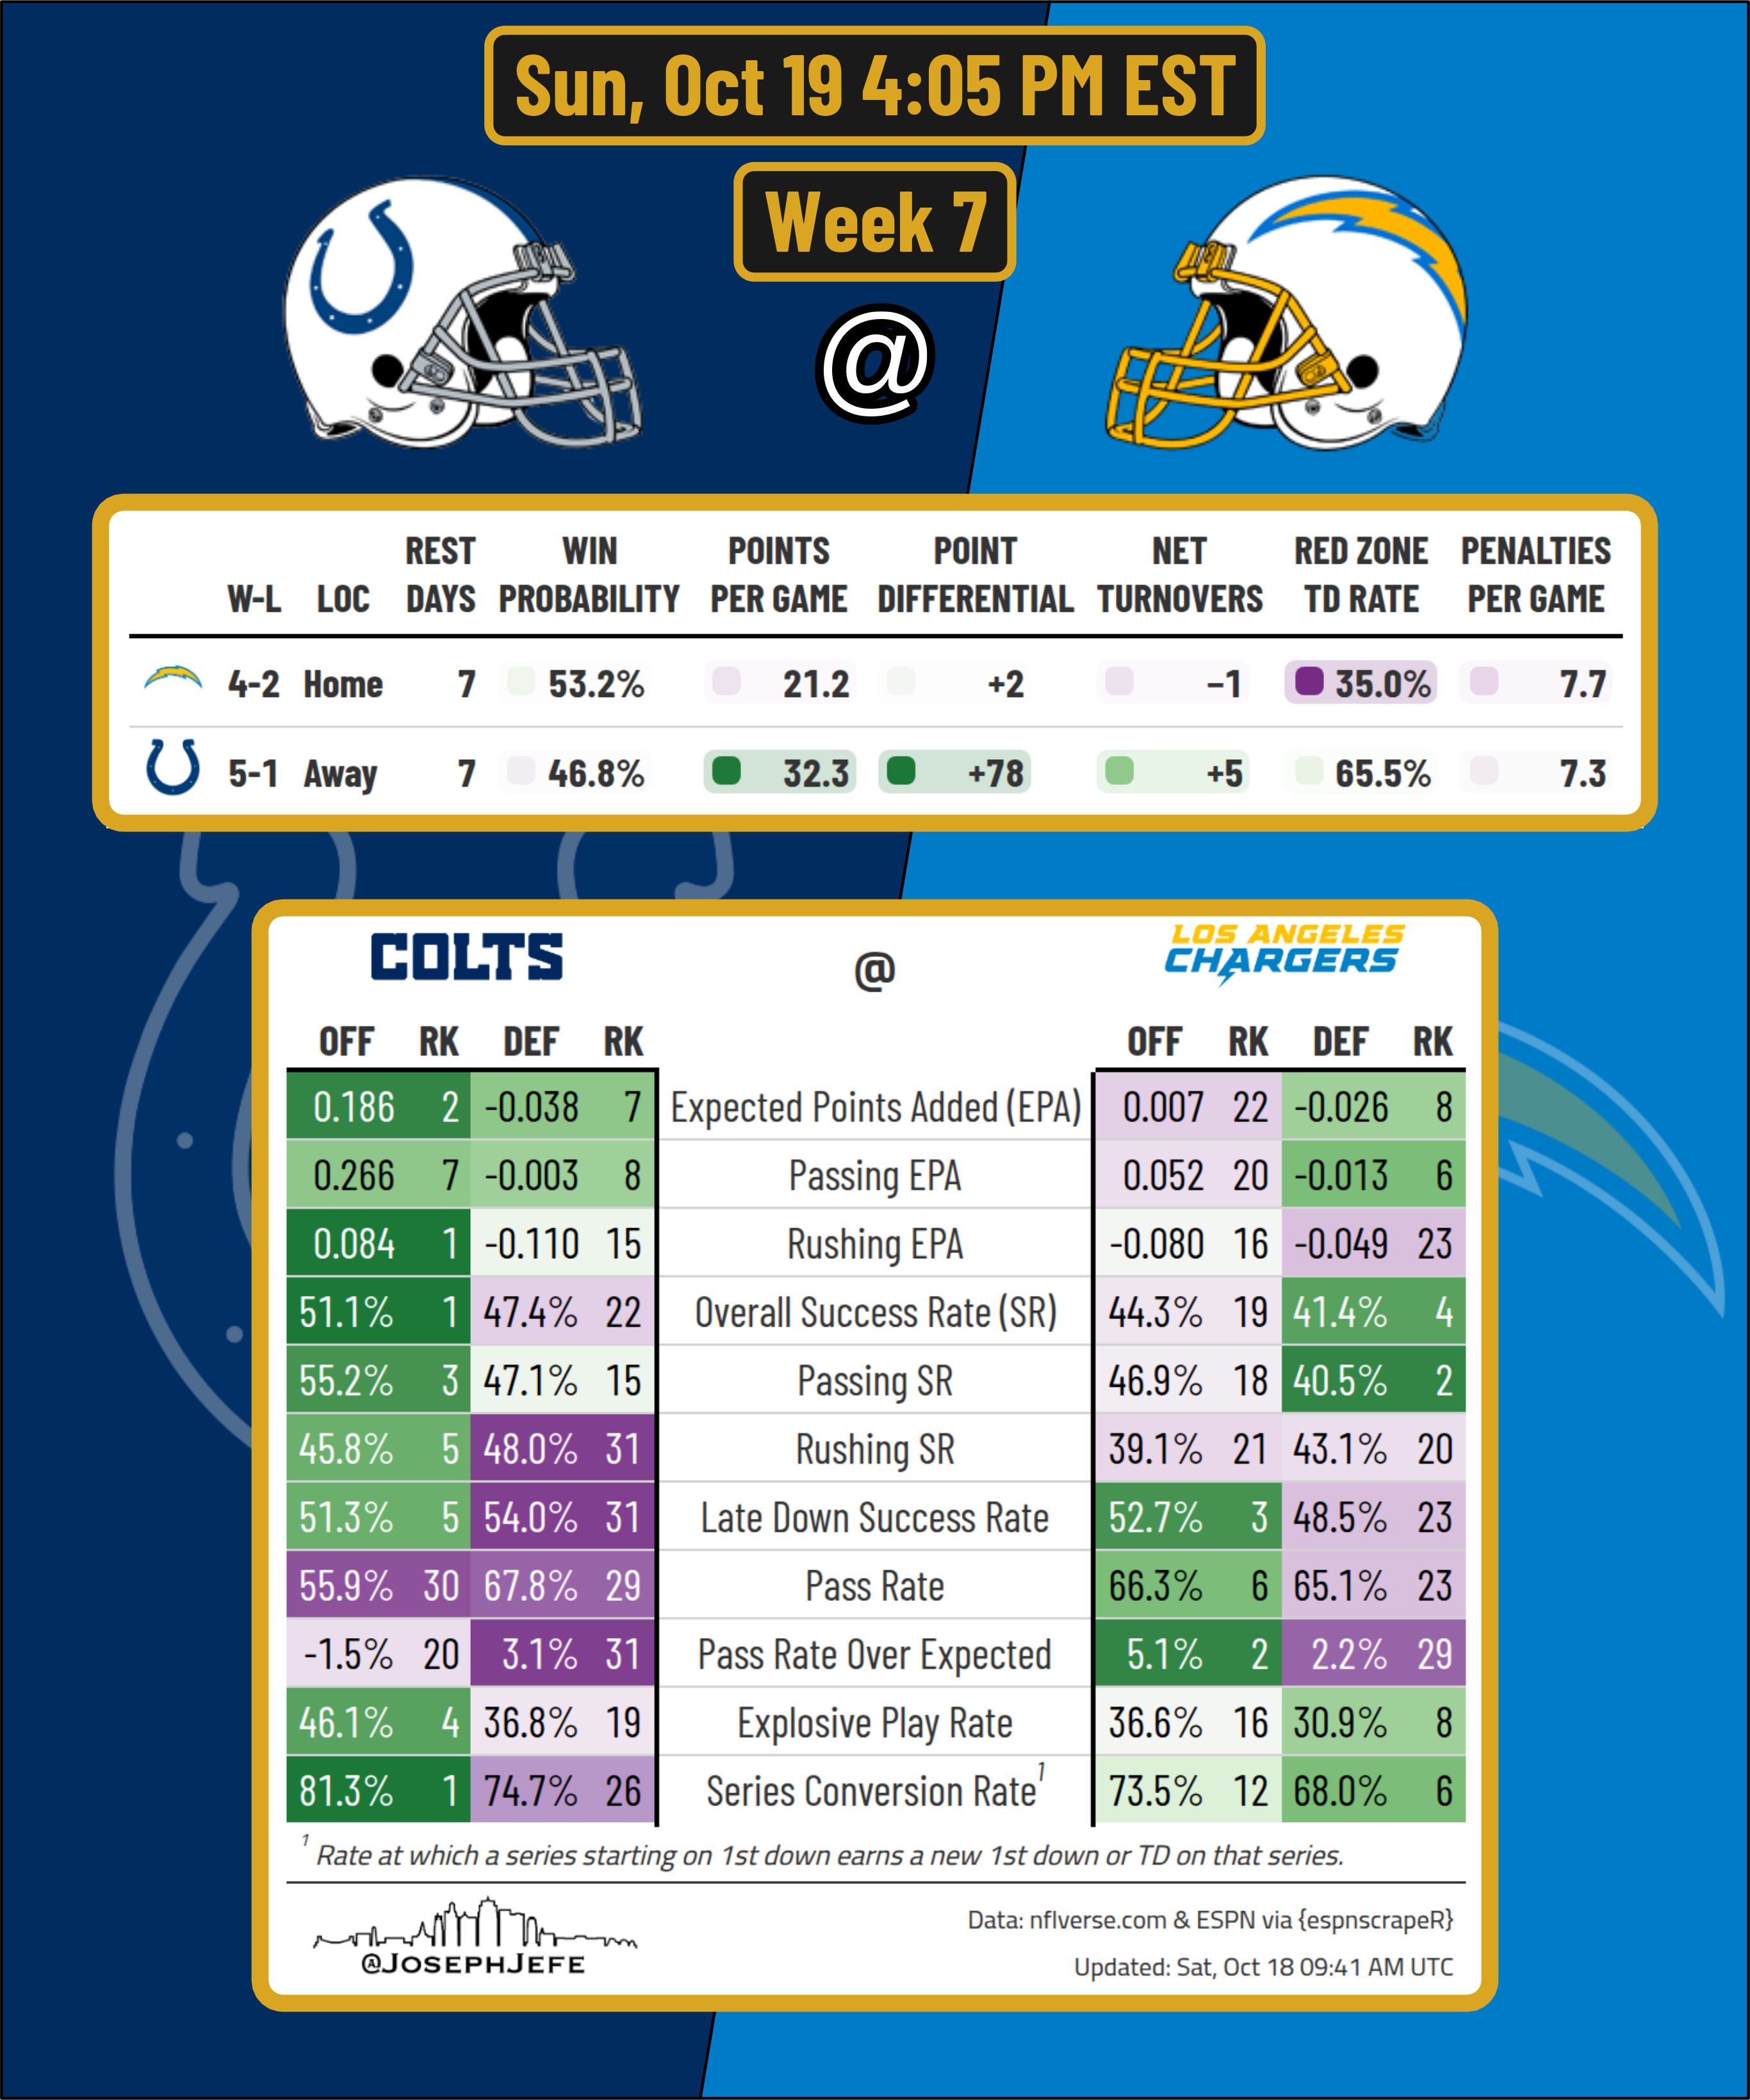 Sun, Oct 19 4:05 PM EST
Week 7
@
W-L LOC REST DAYS WIN PROBABILITY POINTS PER GAME POINT DIFFERENTIAL NET TURNOVERS RED ZONE TD RATE PENALTIES PER GAME
4-2 Home 7 53.2% 21.2 +2 −1 35.0% 7.7
5-1 Away 7 46.8% 32.3 +78 +5 65.5% 7.3
COLTS @ LOS ANGELES CHARGERS
OFF RK DEF RK OFF RK DEF RK
0.186 2 -0.038 7 Expected Points Added (EPA) 0.007 22 -0.026 8
0.266 7 -0.003 8 Passing EPA 0.052 20 -0.013 6
0.084 1 -0.110 15 Rushing EPA -0.080 16 -0.049 23
51.1% 1 47.4% 22 Overall Success Rate (SR) 44.3% 19 41.4% 4
55.2% 3 47.1% 15 Passing SR 46.9% 18 40.5% 2
45.8% 5 48.0% 31 Rushing SR 39.1% 21 43.1% 20
51.3% 5 54.0% 31 Late Down Success Rate 52.7% 3 48.5% 23
55.9% 30 67.8% 29 Pass Rate 66.3% 6 65.1% 23
-1.5% 20 3.1% 31 Pass Rate Over Expected 5.1% 2 2.2% 29
46.1% 4 36.8% 19 Explosive Play Rate 36.6% 16 30.9% 8
81.3% 1 74.7% 26 Series Conversion Rate¹ 73.5% 12 68.0% 6
¹ Rate at which a series starting on 1st down earns a new 1st down or TD on that series.
@JOSEPHJEFE
Data: nflverse.com & ESPN via {espnscrapeR}
Updated: Sat, Oct 18 09:41 AM UTC